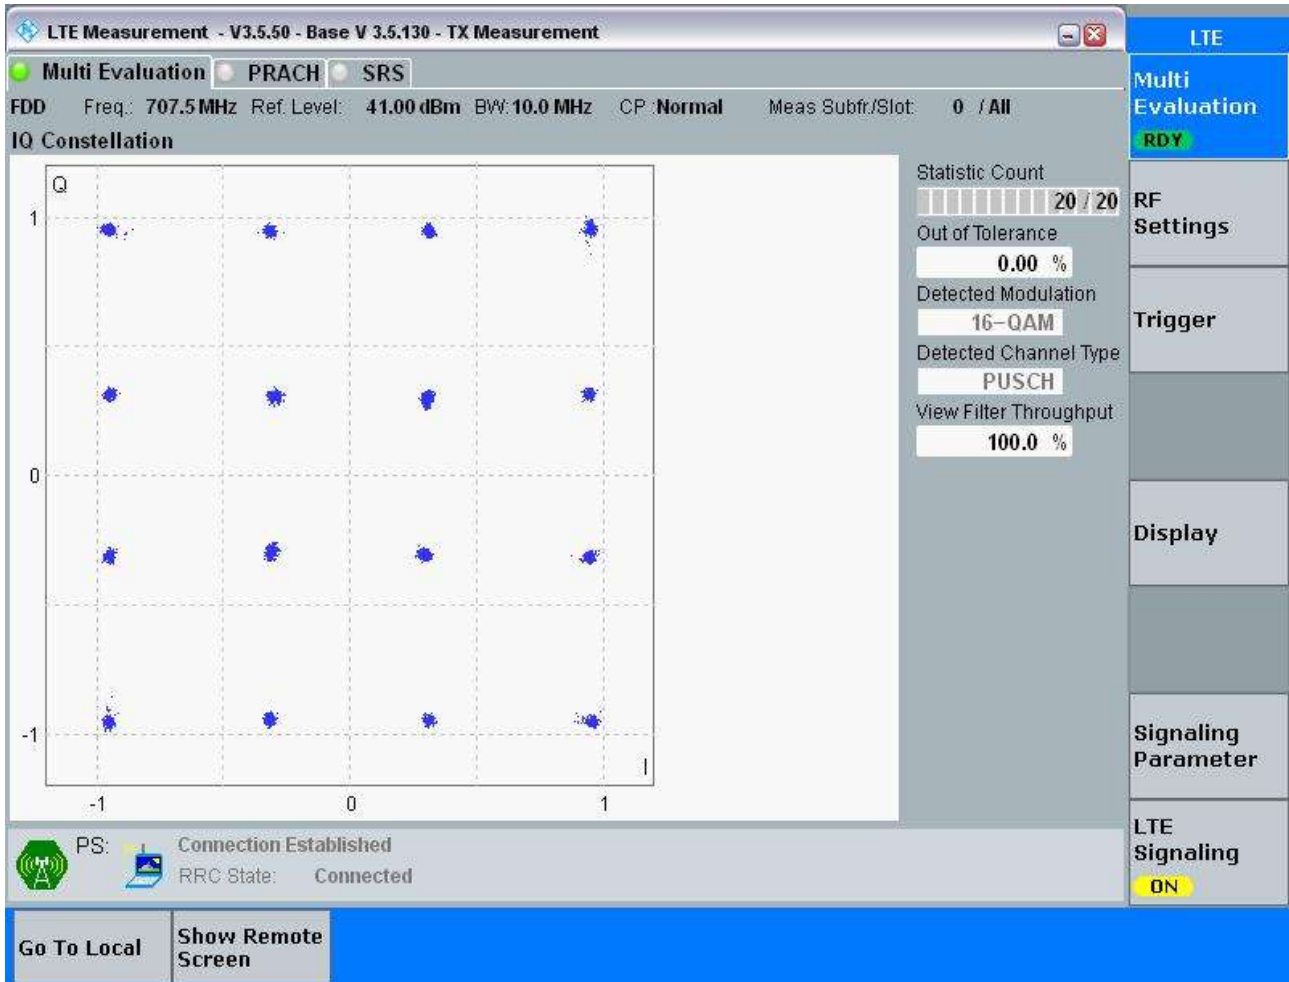 LTE Measurement - V3.5.50 - Base V 3.5.130 - TX Measurement
LTE
Multi Evaluation PRACH SRS
FDD Freq.: 707.5 MHz Ref. Level: 41.00 dBm BW: 10.0 MHz CP :Normal Meas Subfr./Slot: 0 / All
IQ Constellation
Q
1
0
-1
I
-1 0 1
Statistic Count
20 / 20
Out of Tolerance
0.00 %
Detected Modulation
16-QAM
Detected Channel Type
PUSCH
View Filter Throughput
100.0 %
Multi
Evaluation
RDY
RF
Settings
Trigger
Display
Signaling
Parameter
LTE
Signaling
ON
PS: Connection Established
RRC State: Connected
Go To Local
Show Remote
Screen